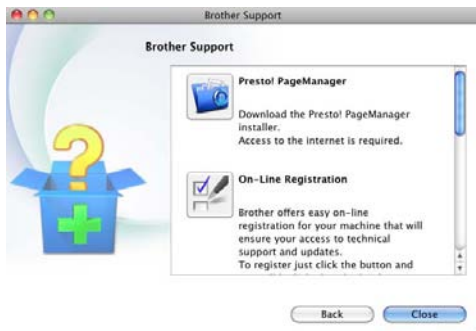 Brother Support
Brother Support
Presto! PageManager
Download the Presto! PageManager
installer.
Access to the internet is required.
On-Line Registration
Brother offers easy on-line
registration for your machine that will
ensure your access to technical
support and updates.
To register just click the button and
Back
Close